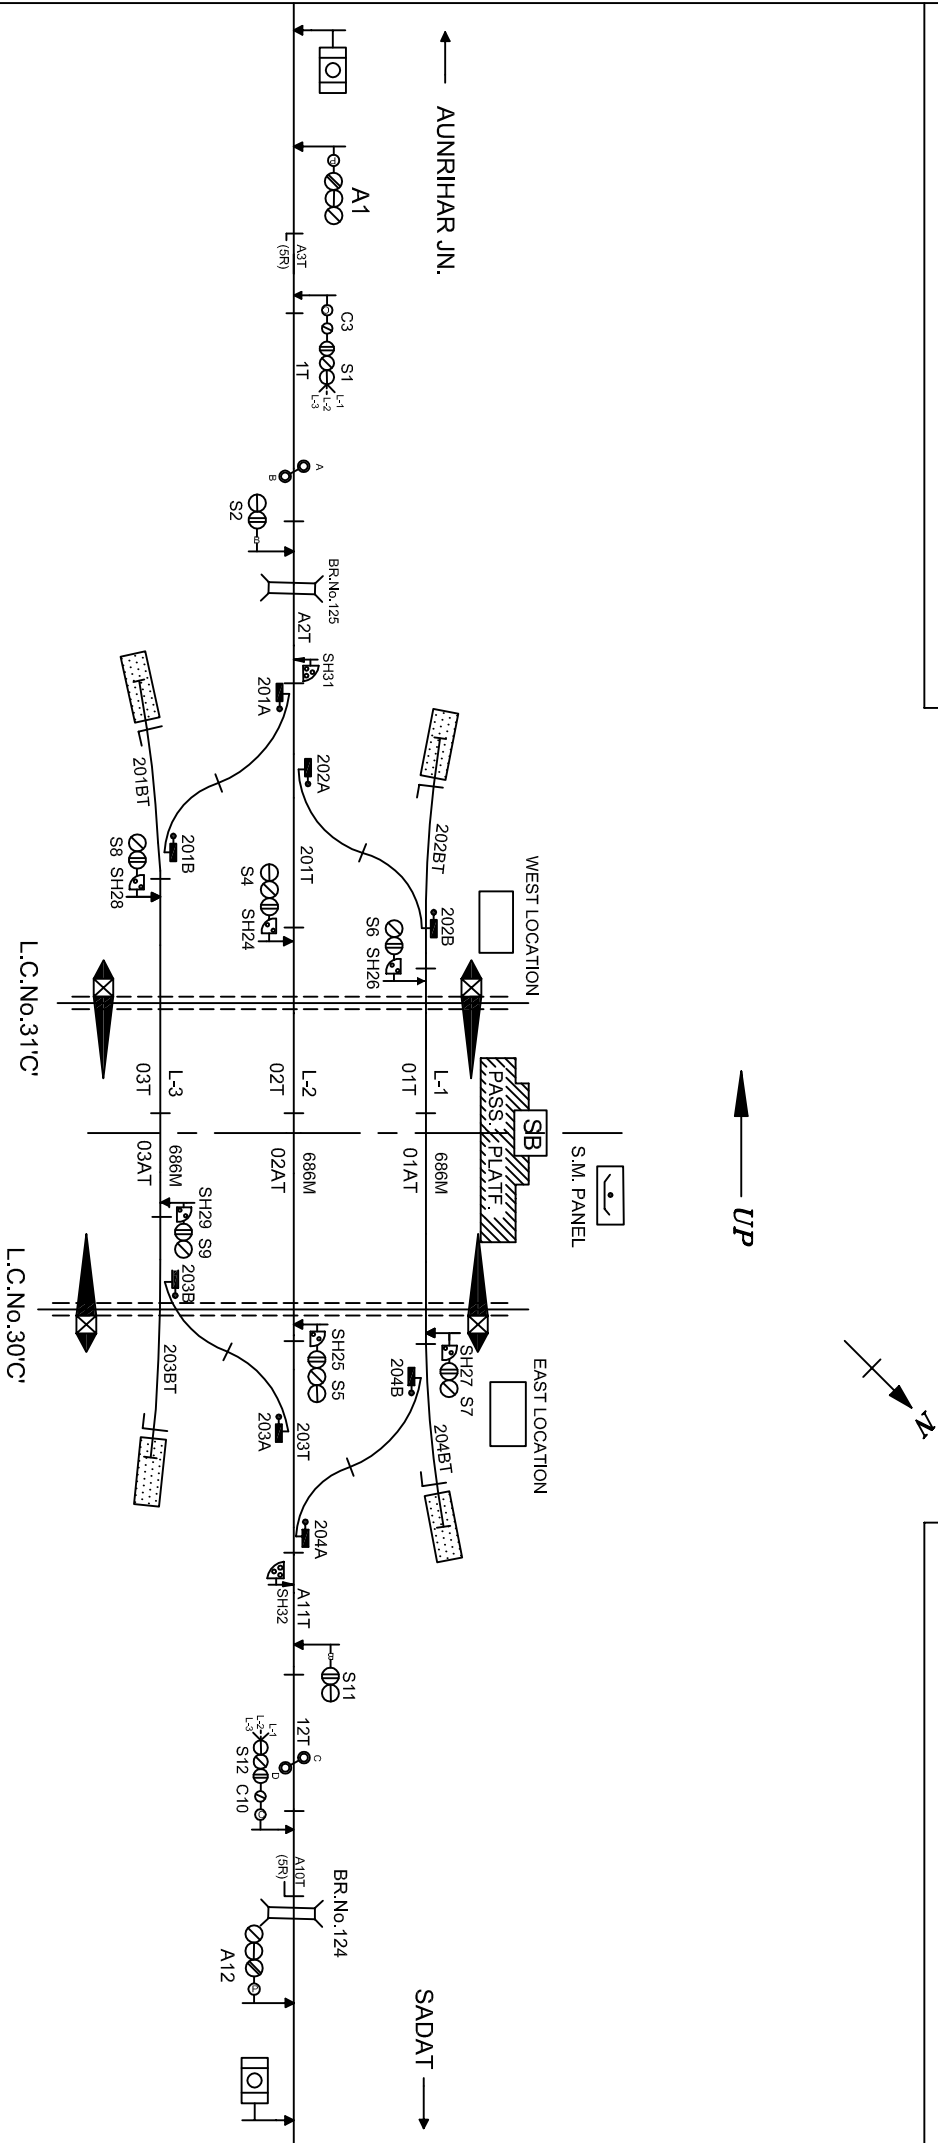 AUNRIHAR JN.
A1
A3T
(5R)
C3
S1
L-1
L-2
L-3
1T
A
B
S2
BR.No.125
A2T
SH31
201A
202A
201BT
202BT
201B
S8 SH28
201T
S4
SH24
202B
S6 SH26
WEST LOCATION
L.C.No.31'C'
L-3
03T
L-2
02T
L-1
01T
PASS. PLATF.
SB
S.M. PANEL
UP
N
686M
03AT
686M
02AT
686M
01AT
SH29 S9
203B
L.C.No.30'C'
203BT
SH25 S5
SH27 S7
204B
EAST LOCATION
203A
203T
204BT
204A
SH32
A11T
S11
12T
C
D
L-1
L-2
L-3
S12
C10
A10T
(5R)
BR.No.124
A12
SADAT